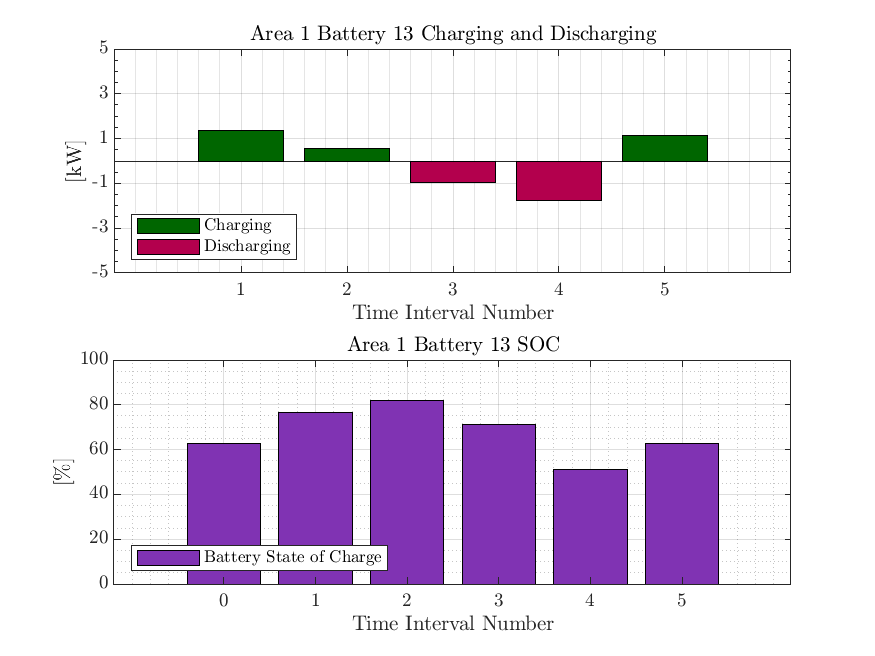 Area 1 Battery 13 Charging and Discharging
5
3
1
-1
-3
-5
[kW]
Charging
Discharging
1 2 3 4 5
Time Interval Number
Area 1 Battery 13 SOC
100
80
60
40
20
0
[%]
Battery State of Charge
0 1 2 3 4 5
Time Interval Number